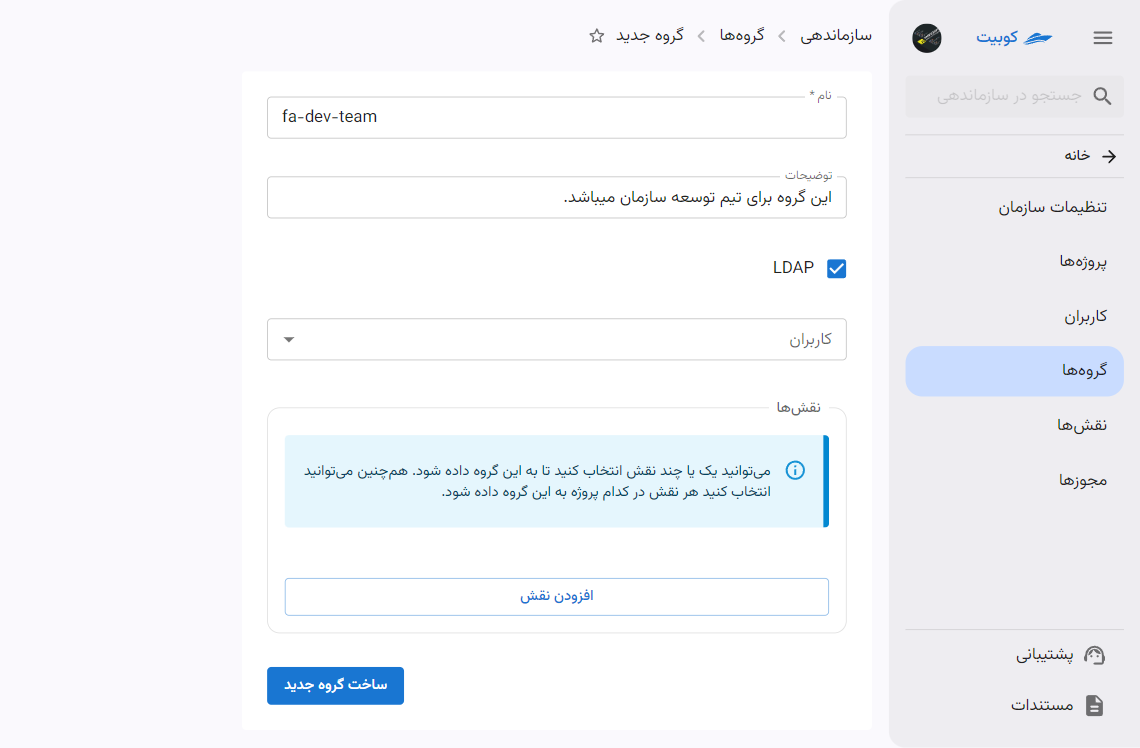 کوبیت
جستجو در سازماندهی
خانه
تنظیمات سازمان
پروژه‌ها
کاربران
گروه‌ها
نقش‌ها
مجوزها
پشتیبانی
مستندات
سازماندهی
گروه‌ها
گروه جدید
نام *
fa-dev-team
توضیحات
این گروه برای تیم توسعه سازمان میباشد.
LDAP
کاربران
نقش‌ها
می‌توانید یک یا چند نقش انتخاب کنید تا به این گروه داده شود. هم‌چنین می‌توانید
انتخاب کنید هر نقش در کدام پروژه به این گروه داده شود.
افزودن نقش
ساخت گروه جدید